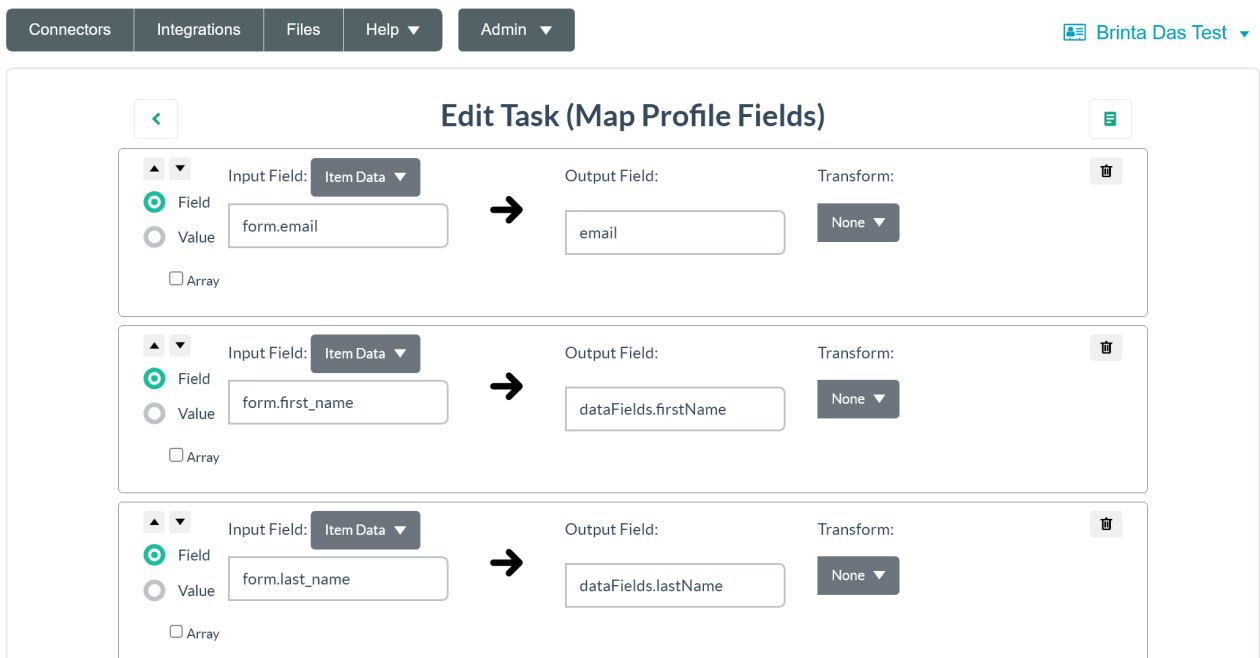 Connectors Integrations Files Help Admin Brinta Das Test
Edit Task (Map Profile Fields)
Input Field: Item Data Output Field: Transform:
Field
form.email email None
Value
Array
Input Field: Item Data Output Field: Transform:
Field
form.first_name dataFields.firstName None
Value
Array
Input Field: Item Data Output Field: Transform:
Field
form.last_name dataFields.lastName None
Value
Array